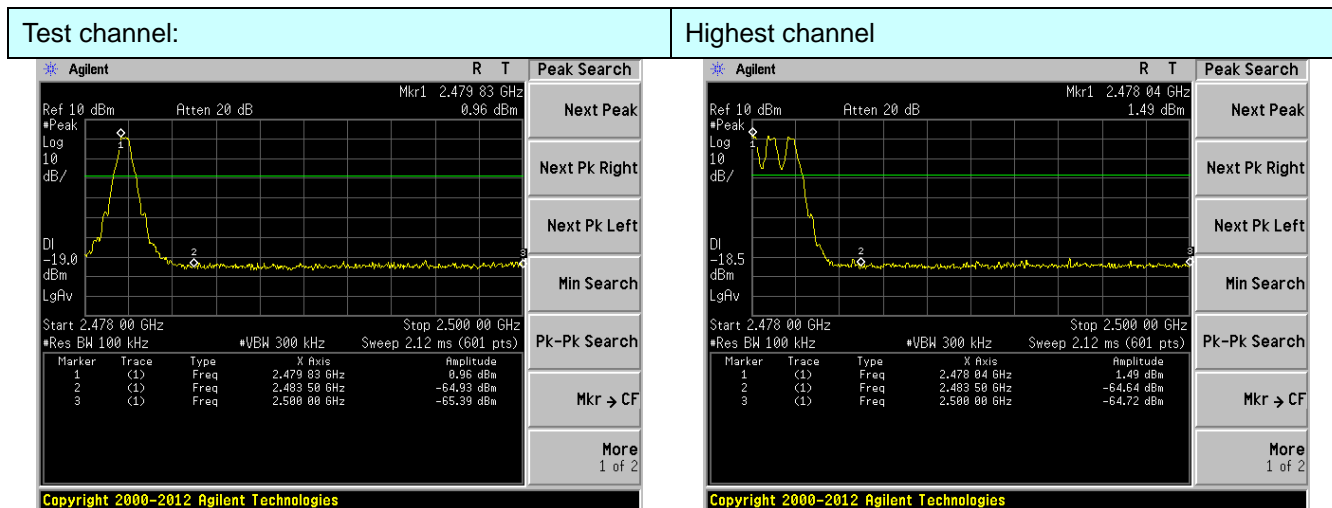 Test channel: Highest channel
Agilent R T Peak Search
Mkr1 2.479 83 GHz
Ref 10 dBm Atten 20 dB 0.96 dBm
#Peak
Log
10
dB/
1
2
3
DI
-19.0
dBm
LgAv
Start 2.478 00 GHz Stop 2.500 00 GHz
#Res BW 100 kHz #VBW 300 kHz Sweep 2.12 ms (601 pts)
Marker Trace Type X Axis Amplitude
1 (1) Freq 2.479 83 GHz 0.96 dBm
2 (1) Freq 2.483 50 GHz -64.93 dBm
3 (1) Freq 2.500 00 GHz -65.39 dBm
Copyright 2000-2012 Agilent Technologies
Next Peak
Next Pk Right
Next Pk Left
Min Search
Pk-Pk Search
Mkr → CF
More
1 of 2
Agilent R T Peak Search
Mkr1 2.478 04 GHz
Ref 10 dBm Atten 20 dB 1.49 dBm
#Peak
Log
10
dB/
1
2
3
DI
-18.5
dBm
LgAv
Start 2.478 00 GHz Stop 2.500 00 GHz
#Res BW 100 kHz #VBW 300 kHz Sweep 2.12 ms (601 pts)
Marker Trace Type X Axis Amplitude
1 (1) Freq 2.478 04 GHz 1.49 dBm
2 (1) Freq 2.483 50 GHz -64.64 dBm
3 (1) Freq 2.500 00 GHz -64.72 dBm
Copyright 2000-2012 Agilent Technologies
Next Peak
Next Pk Right
Next Pk Left
Min Search
Pk-Pk Search
Mkr → CF
More
1 of 2